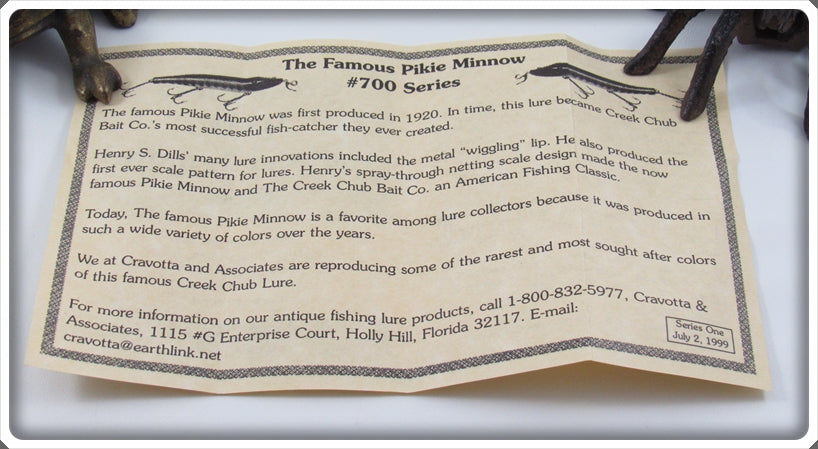 The Famous Pikie Minnow
#700 Series
The famous Pikie Minnow was first produced in 1920. In time, this lure became Creek Chub
Bait Co.'s most successful fish-catcher they ever created.
Henry S. Dills' many lure innovations included the metal "wiggling" lip. He also produced the
first ever scale pattern for lures. Henry's spray-through netting scale design made the now
famous Pikie Minnow and The Creek Chub Bait Co. an American Fishing Classic.
Today, The famous Pikie Minnow is a favorite among lure collectors because it was produced in
such a wide variety of colors over the years.
We at Cravotta and Associates are reproducing some of the rarest and most sought after colors
of this famous Creek Chub Lure.
For more information on our antique fishing lure products, call 1-800-832-5977, Cravotta &
Associates, 1115 #G Enterprise Court, Holly Hill, Florida 32117. E-mail:
cravotta@earthlink.net
Series One
July 2, 1999